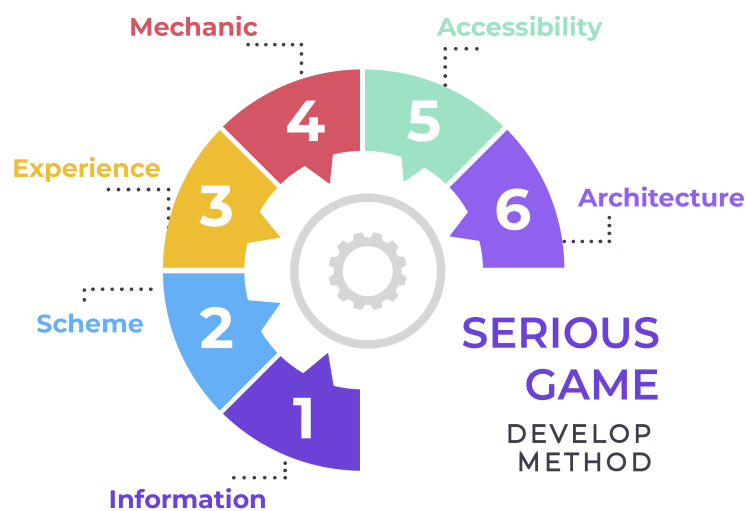 Mechanic
Accessibility
4
5
Experience
3
6
Architecture
Scheme
2
1
Information
SERIOUS
GAME
DEVELOP
METHOD